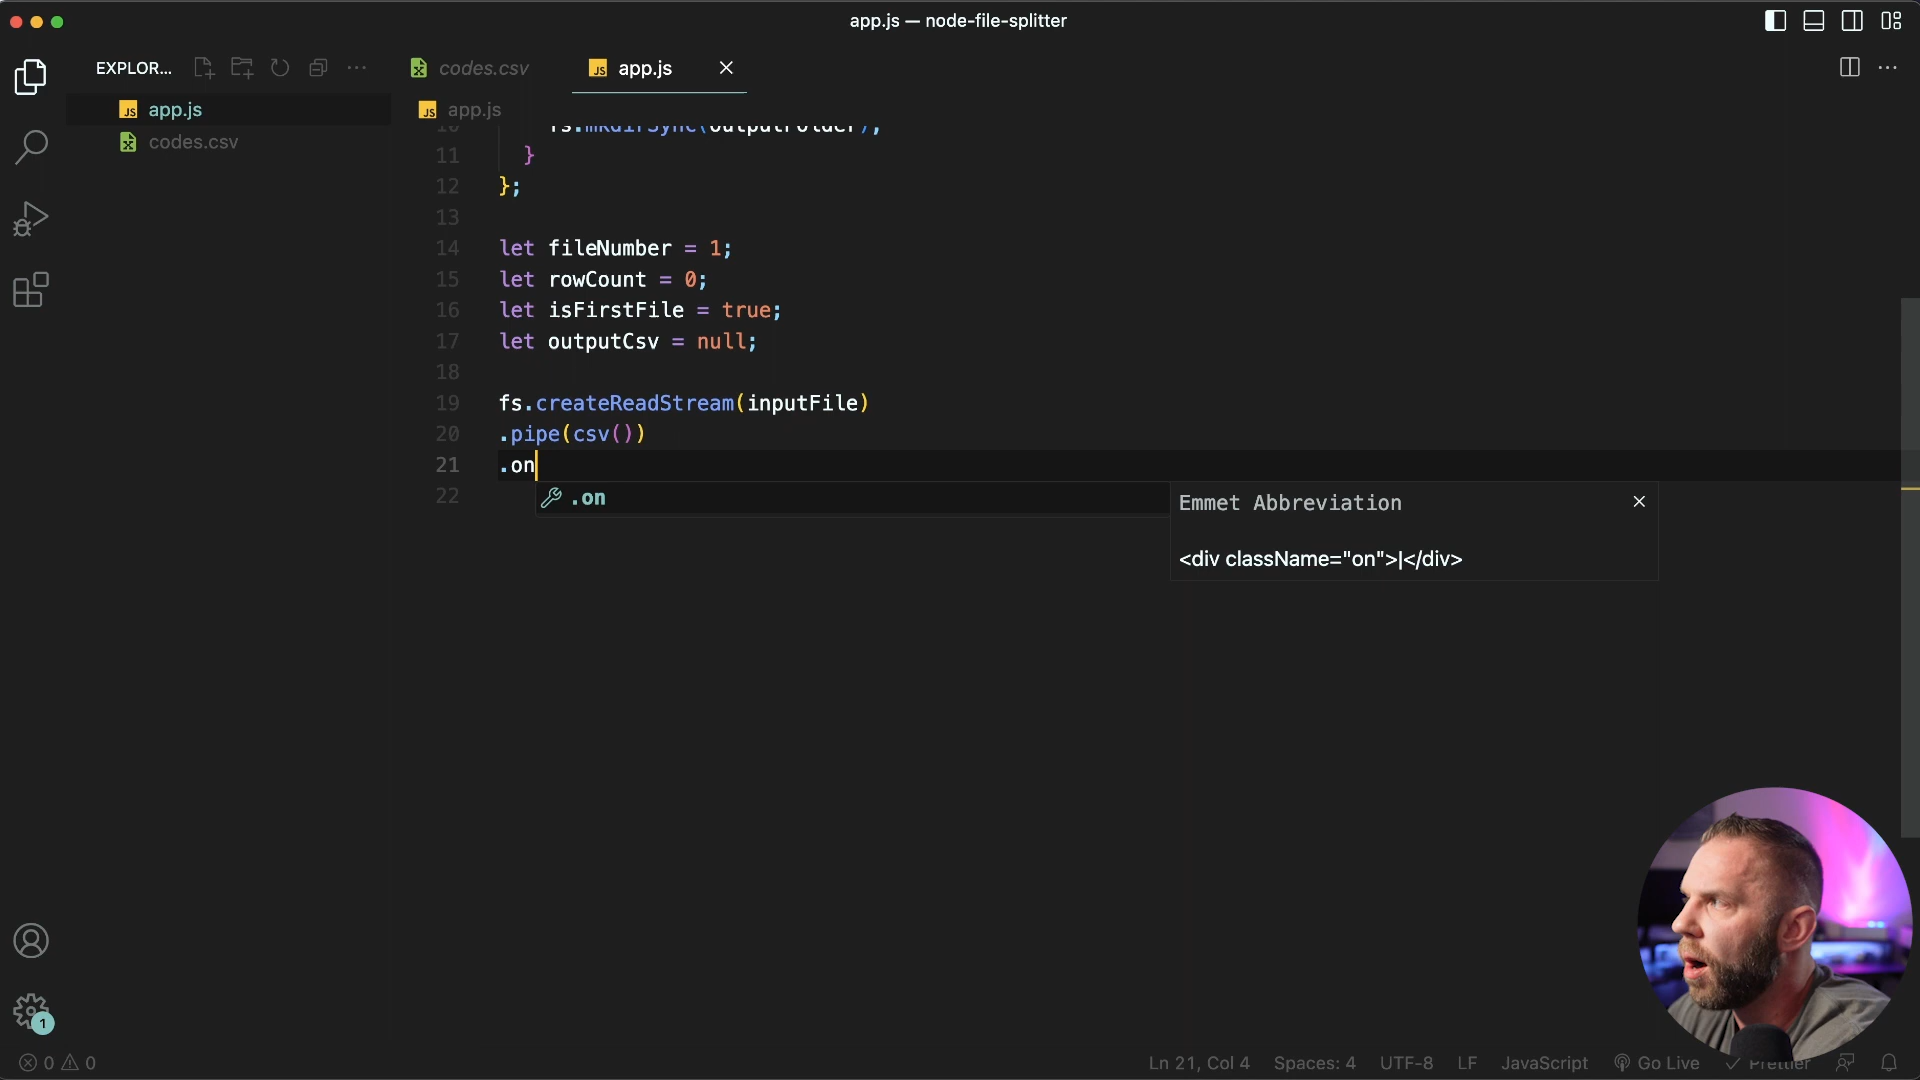 app.js — node-file-splitter
EXPLOR...
codes.csv
app.js
app.js
app.js
codes.csv
10 fs.mkdirSync(outputFolder);
11 }
12 };
13
14 let fileNumber = 1;
15 let rowCount = 0;
16 let isFirstFile = true;
17 let outputCsv = null;
18
19 fs.createReadStream(inputFile)
20 .pipe(csv())
21 .on
22
.on
Emmet Abbreviation
<div className="on">|</div>
1
0 0
Ln 21, Col 4 Spaces: 4 UTF-8 LF JavaScript Go Live Prettier